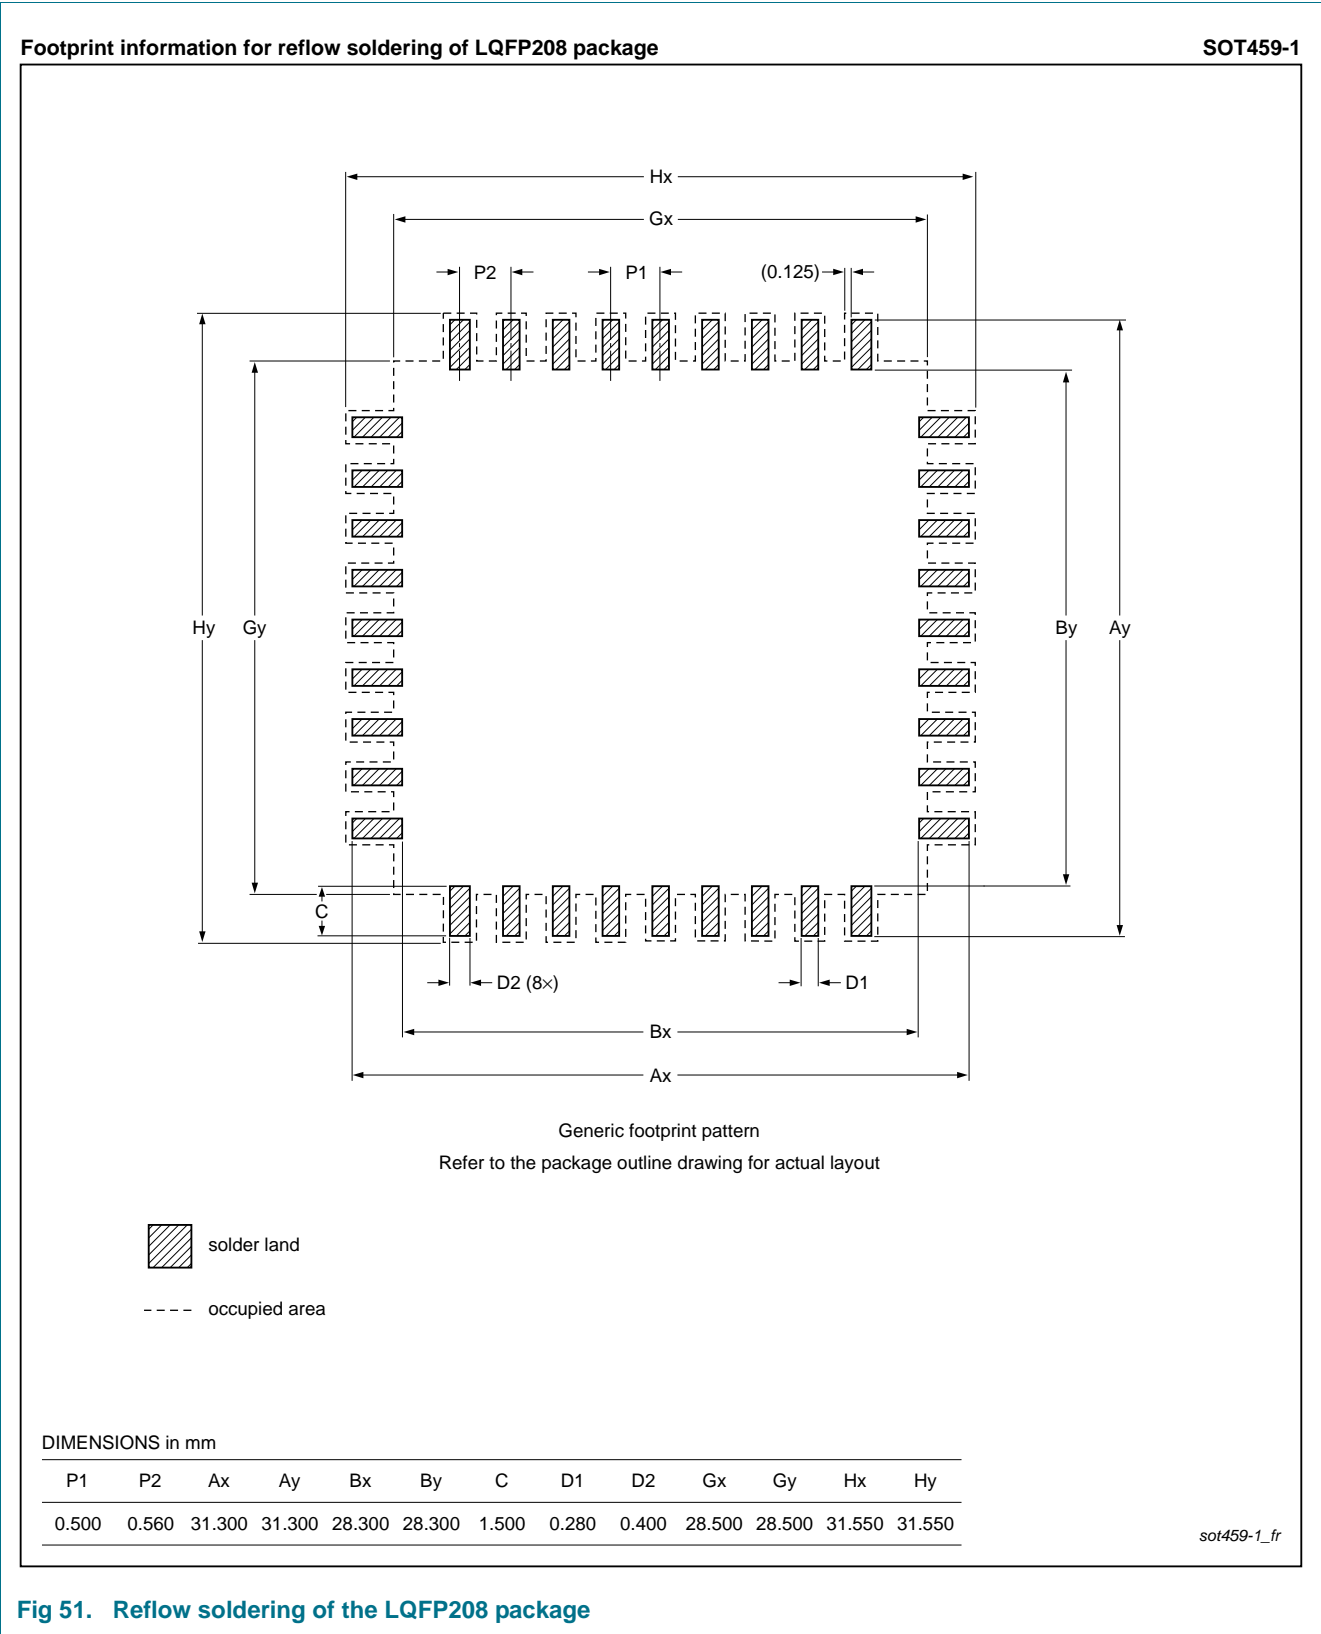 Footprint information for reflow soldering of LQFP208 package SOT459-1
Hx
Gx
P2 P1 (0.125)
Hy Gy By Ay
C
D2 (8×) D1
Bx
Ax
Generic footprint pattern
Refer to the package outline drawing for actual layout
solder land
occupied area
DIMENSIONS in mm
P1 P2 Ax Ay Bx By C D1 D2 Gx Gy Hx Hy
0.500 0.560 31.300 31.300 28.300 28.300 1.500 0.280 0.400 28.500 28.500 31.550 31.550
sot459-1_fr
Fig 51. Reflow soldering of the LQFP208 package